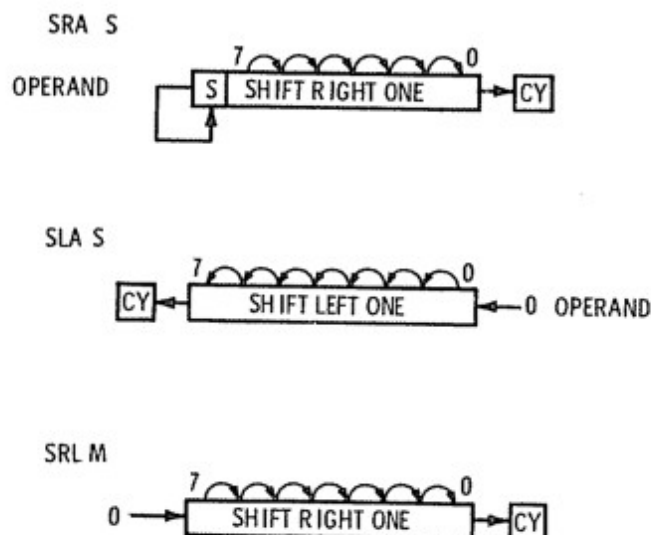 SRA S
7 0
OPERAND S SHIFT RIGHT ONE CY
SLA S
7 0
CY SHIFT LEFT ONE 0 OPERAND
SRL M
7 0
0 SHIFT RIGHT ONE CY